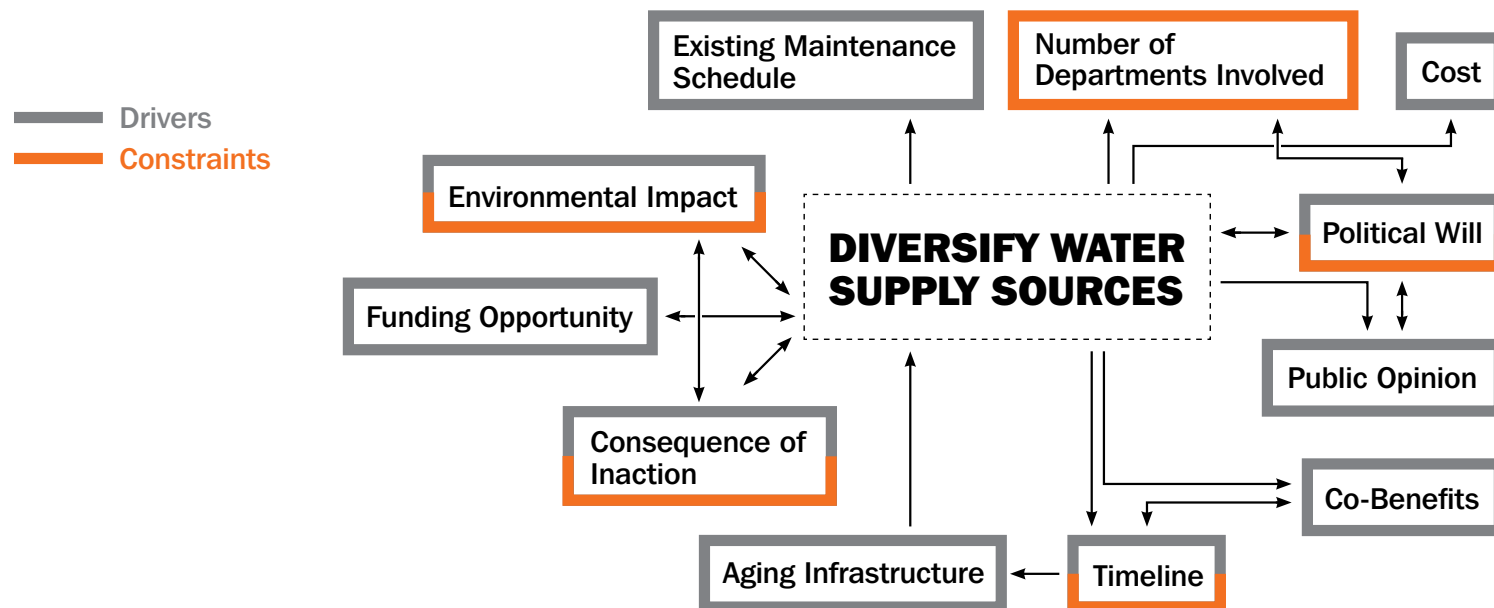 Drivers
Constraints
Existing Maintenance
Schedule
Number of
Departments Involved
Cost
Environmental Impact
DIVERSIFY WATER
SUPPLY SOURCES
Political Will
Funding Opportunity
Public Opinion
Consequence of
Inaction
Co-Benefits
Aging Infrastructure
Timeline